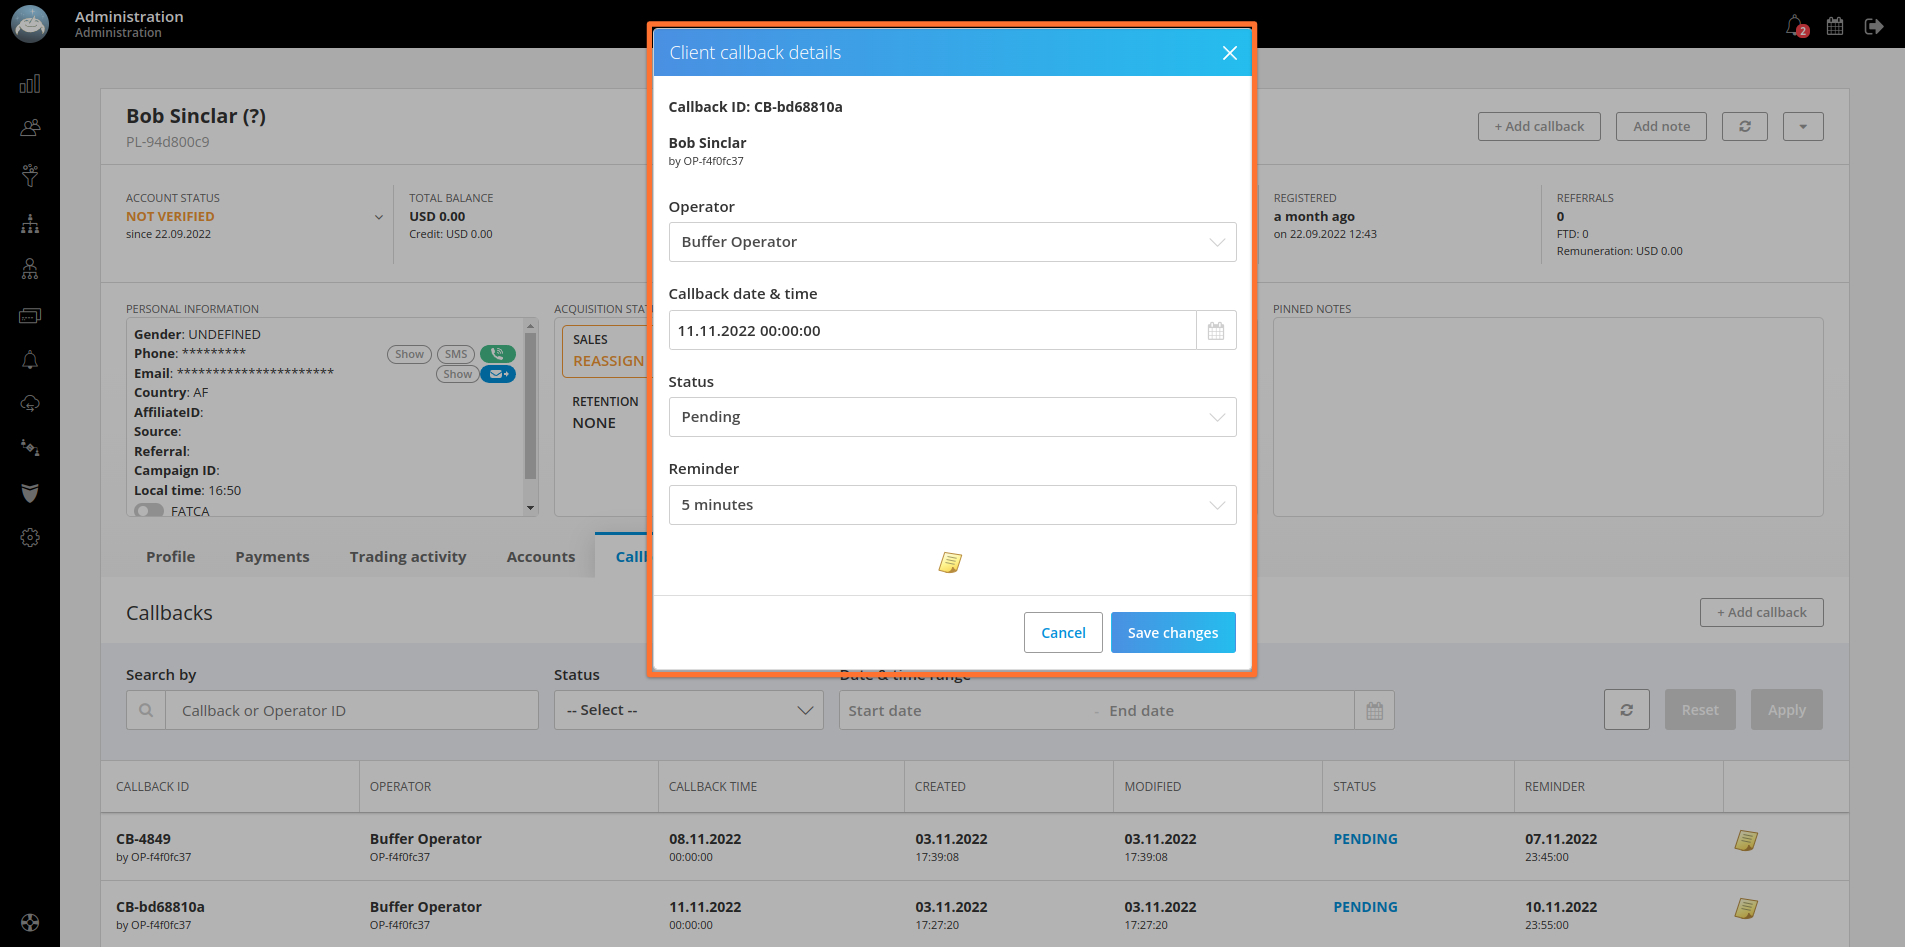 Administration
Administration
2
Client callback details
Callback ID: CB-bd68810a
Bob Sinclar
by OP-f4f0fc37
Operator
Buffer Operator
Callback date & time
11.11.2022 00:00:00
Status
Pending
Reminder
5 minutes
Cancel
Save changes
Bob Sinclar (?)
PL-94d800c9
+ Add callback
Add note
ACCOUNT STATUS
NOT VERIFIED
since 22.09.2022
TOTAL BALANCE
USD 0.00
Credit: USD 0.00
REGISTERED
a month ago
on 22.09.2022 12:43
REFERRALS
0
FTD: 0
Remuneration: USD 0.00
PERSONAL INFORMATION
Gender: UNDEFINED
Phone: *********
Show
SMS
Email: **********************
Show
Country: AF
AffiliateID:
Source:
Referral:
Campaign ID:
Local time: 16:50
FATCA
ACQUISITION STAT
SALES
REASSIGN
RETENTION
NONE
PINNED NOTES
Profile
Payments
Trading activity
Accounts
Call
Callbacks
+ Add callback
Search by
Callback or Operator ID
Status
-- Select --
Date & time range
Start date - End date
Reset
Apply
CALLBACK ID OPERATOR CALLBACK TIME CREATED MODIFIED STATUS REMINDER
CB-4849 Buffer Operator 08.11.2022 03.11.2022 03.11.2022 PENDING 07.11.2022
by OP-f4f0fc37 OP-f4f0fc37 00:00:00 17:39:08 17:39:08 23:45:00
CB-bd68810a Buffer Operator 11.11.2022 03.11.2022 03.11.2022 PENDING 10.11.2022
by OP-f4f0fc37 OP-f4f0fc37 00:00:00 17:27:20 17:27:20 23:55:00